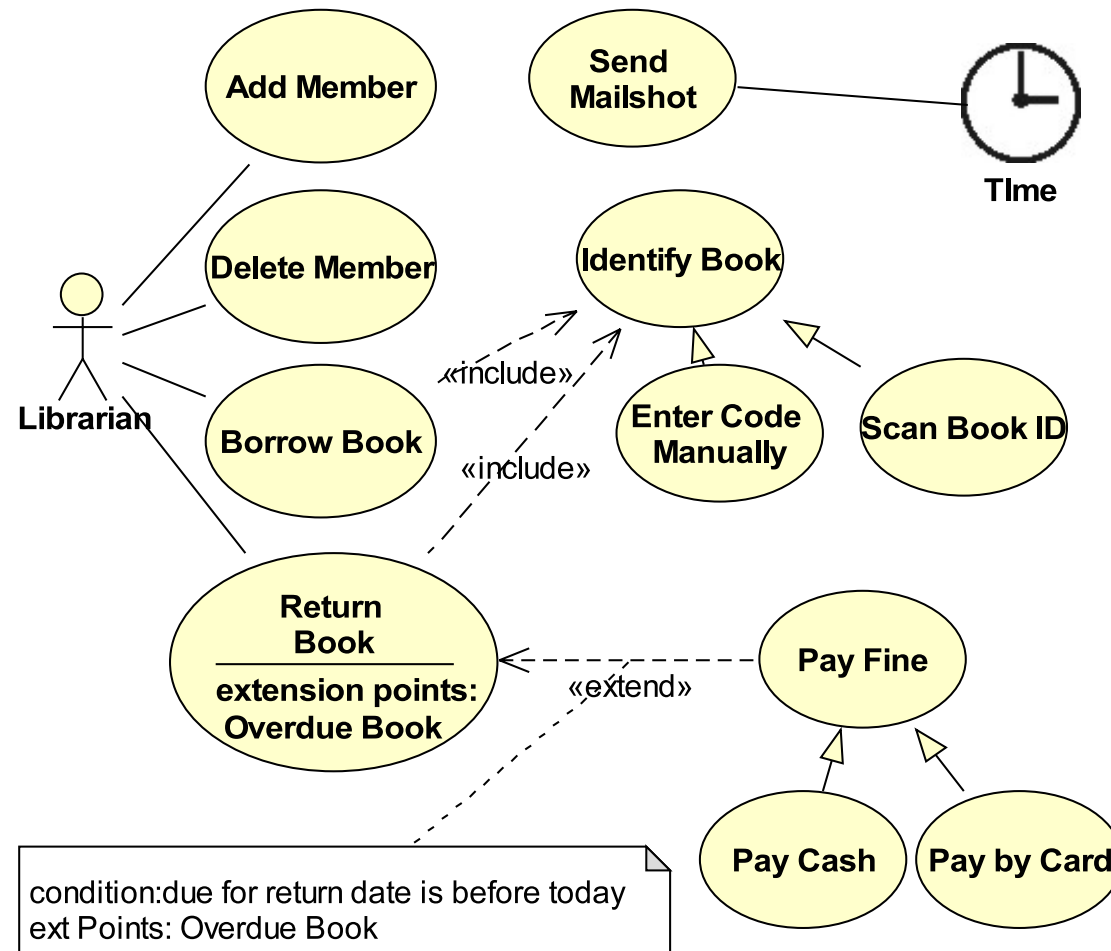 Add Member
Send
Mailshot
TIme
Delete Member
Identify Book
«include»
Librarian
Borrow Book
Enter Code
Manually
Scan Book ID
«include»
Return
Book
extension points:
Overdue Book
«extend»
Pay Fine
Pay Cash
Pay by Card
condition:due for return date is before today
ext Points: Overdue Book